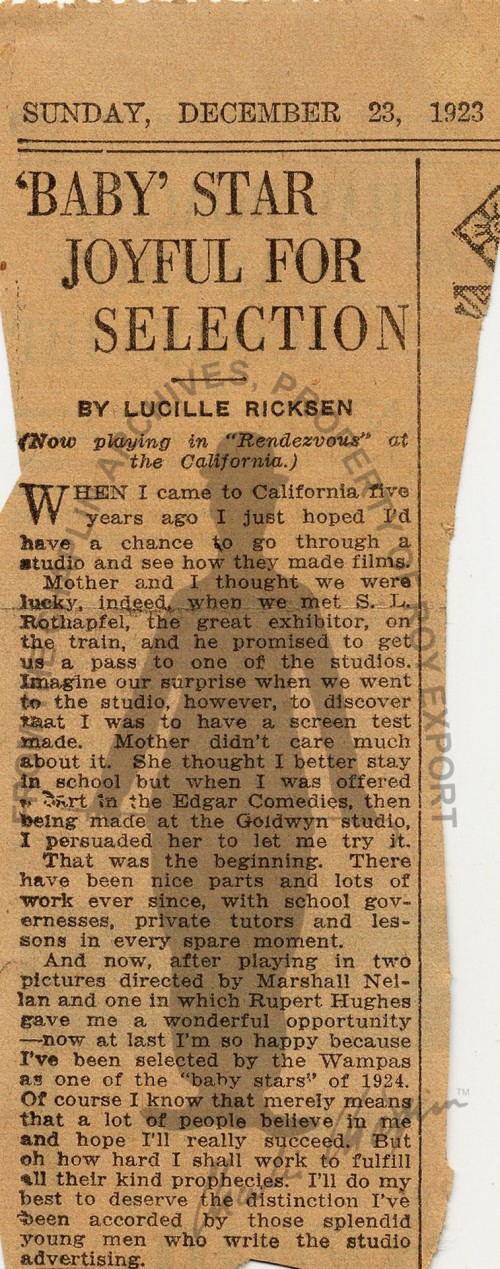 SUNDAY, DECEMBER 23, 1923
'BABY' STAR
JOYFUL FOR
SELECTION
BY LUCILLE RICKSEN
(Now playing in "Rendezvous" at
the California.)
WHEN I came to California five
years ago I just hoped I'd
have a chance to go through a
studio and see how they made films.
Mother and I thought we were
lucky, indeed, when we met S. L.
Rothapfel, the great exhibitor, on
the train, and he promised to get
us a pass to one of the studios.
Imagine our surprise when we went
to the studio, however, to discover
that I was to have a screen test
made. Mother didn't care much
about it. She thought I better stay
in school but when I was offered
a part in the Edgar Comedies, then
being made at the Goldwyn studio,
I persuaded her to let me try it.
That was the beginning. There
have been nice parts and lots of
work ever since, with school gov-
ernesses, private tutors and les-
sons in every spare moment.
And now, after playing in two
pictures directed by Marshall Nei-
lan and one in which Rupert Hughes
gave me a wonderful opportunity
—now at last I'm so happy because
I've been selected by the Wampas
as one of the "baby stars" of 1924.
Of course I know that merely means
that a lot of people believe in me
and hope I'll really succeed. But
oh how hard I shall work to fulfill
all their kind prophecies. I'll do my
best to deserve the distinction I've
been accorded by those splendid
young men who write the studio
advertising.
ARCHIVES, PROPERTY OF ROY EXPORT
TM